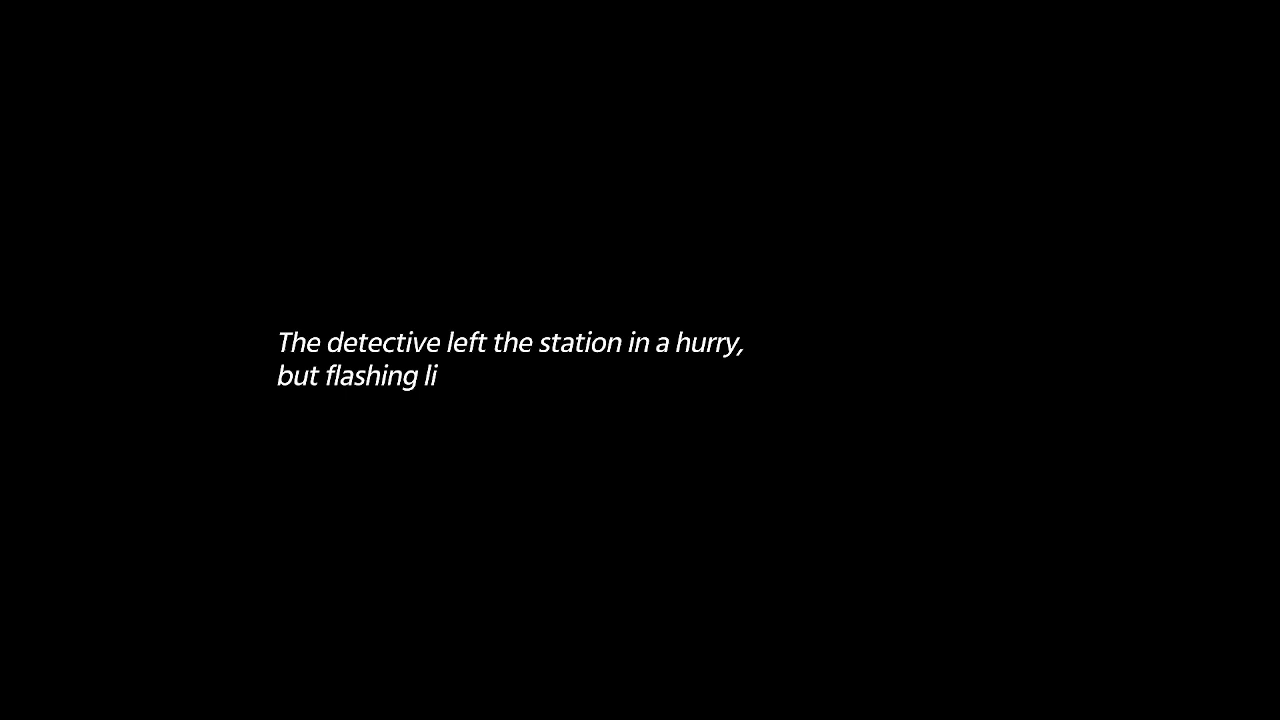 The detective left the station in a hurry,
but flashing li